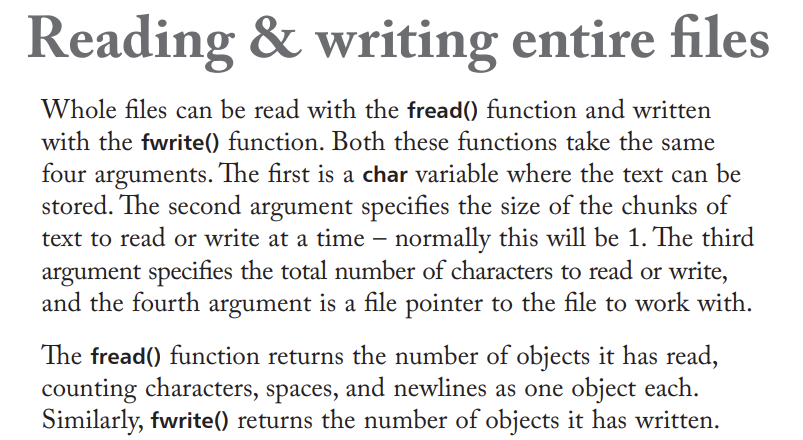 Reading & writing entire files
Whole files can be read with the fread() function and written
with the fwrite() function. Both these functions take the same
four arguments. The first is a char variable where the text can be
stored. The second argument specifies the size of the chunks of
text to read or write at a time – normally this will be 1. The third
argument specifies the total number of characters to read or write,
and the fourth argument is a file pointer to the file to work with.
The fread() function returns the number of objects it has read,
counting characters, spaces, and newlines as one object each.
Similarly, fwrite() returns the number of objects it has written.